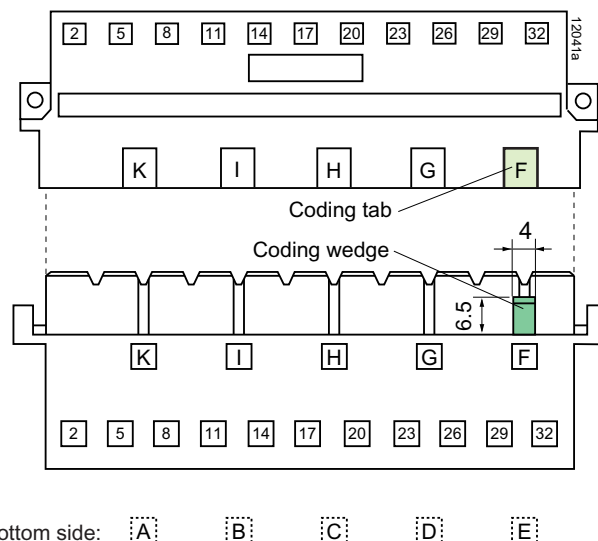 2 5 8 11 14 17 20 23 26 29 32
12041a
K I H G F
Coding tab
4
Coding wedge
6.5
K I H G F
2 5 8 11 14 17 20 23 26 29 32
ottom side: A B C D E